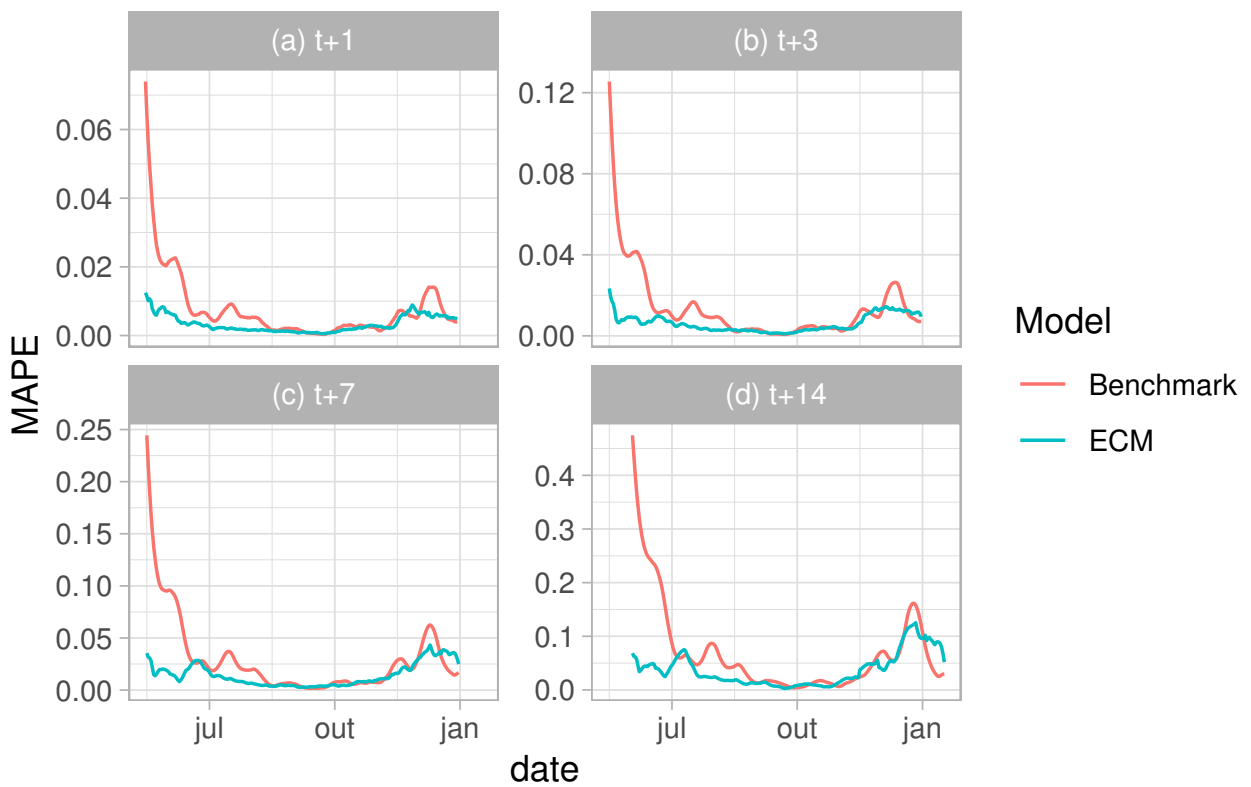 (a) t+1
(b) t+3
0.06
0.04
0.02
0.00
0.12
0.08
0.04
0.00
(c) t+7
(d) t+14
0.25
0.20
0.15
0.10
0.05
0.00
0.4
0.3
0.2
0.1
0.0
jul
out
jan
jul
out
jan
MAPE
date
Model
Benchmark
ECM